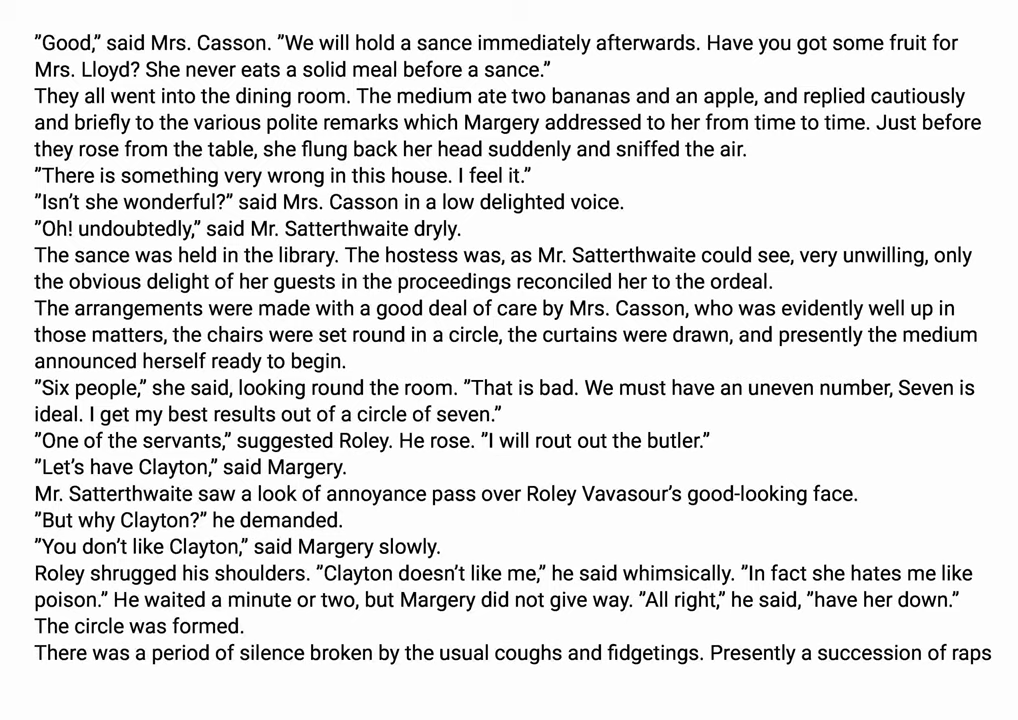 ”Good,” said Mrs. Casson. ”We will hold a sance immediately afterwards. Have you got some fruit for
Mrs. Lloyd? She never eats a solid meal before a sance.”
They all went into the dining room. The medium ate two bananas and an apple, and replied cautiously
and briefly to the various polite remarks which Margery addressed to her from time to time. Just before
they rose from the table, she flung back her head suddenly and sniffed the air.
”There is something very wrong in this house. I feel it.”
”Isn’t she wonderful?” said Mrs. Casson in a low delighted voice.
”Oh! undoubtedly,” said Mr. Satterthwaite dryly.
The sance was held in the library. The hostess was, as Mr. Satterthwaite could see, very unwilling, only
the obvious delight of her guests in the proceedings reconciled her to the ordeal.
The arrangements were made with a good deal of care by Mrs. Casson, who was evidently well up in
those matters, the chairs were set round in a circle, the curtains were drawn, and presently the medium
announced herself ready to begin.
”Six people,” she said, looking round the room. ”That is bad. We must have an uneven number, Seven is
ideal. I get my best results out of a circle of seven.”
”One of the servants,” suggested Roley. He rose. ”I will rout out the butler.”
”Let’s have Clayton,” said Margery.
Mr. Satterthwaite saw a look of annoyance pass over Roley Vavasour’s good-looking face.
”But why Clayton?” he demanded.
”You don’t like Clayton,” said Margery slowly.
Roley shrugged his shoulders. ”Clayton doesn’t like me,” he said whimsically. ”In fact she hates me like
poison.” He waited a minute or two, but Margery did not give way. ”All right,” he said, ”have her down.”
The circle was formed.
There was a period of silence broken by the usual coughs and fidgetings. Presently a succession of raps